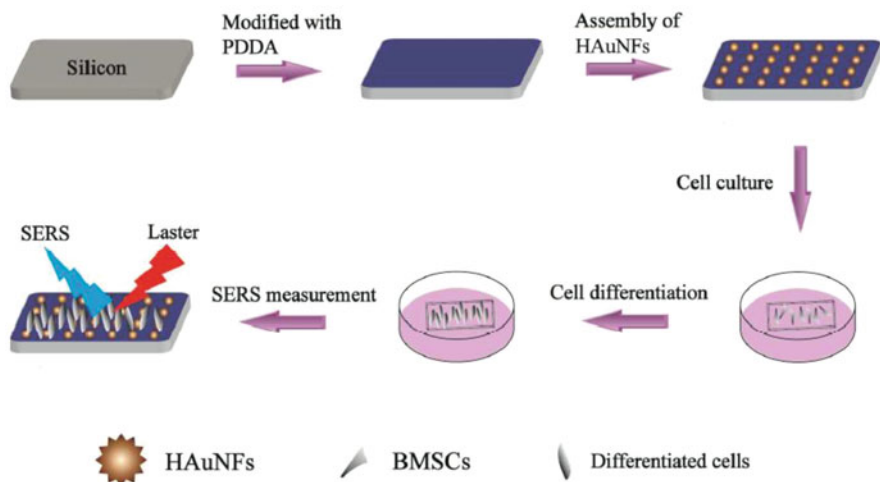 Modified with
PDDA
Assembly of
HAuNFs
Silicon
Cell culture
Cell differentiation
SERS measurement
SERS
Laster
HAuNFs
BMSCs
Differentiated cells